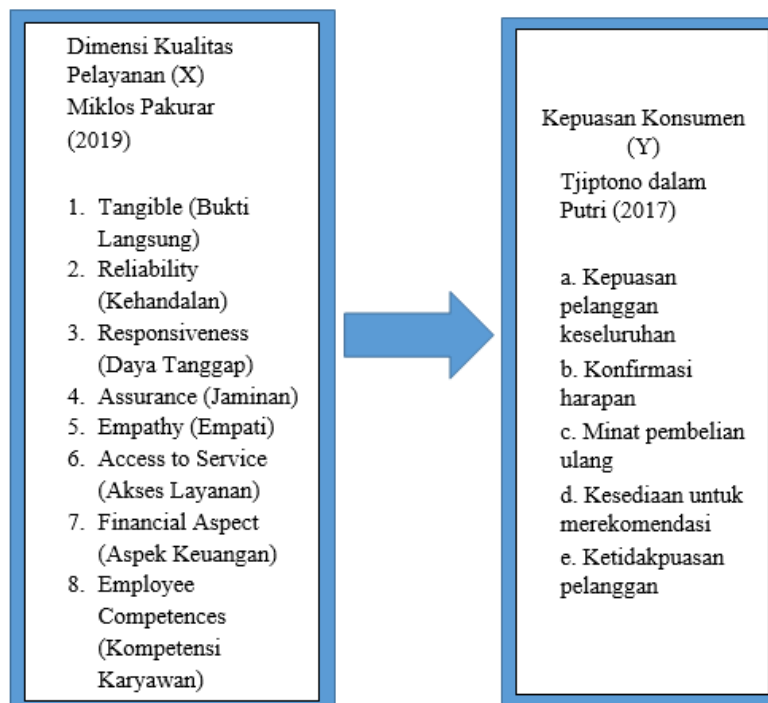 Dimensi Kualitas
Pelayanan (X)
Miklos Pakurar
(2019)
1. Tangible (Bukti
Langsung)
2. Reliability
(Kehandalan)
3. Responsiveness
(Daya Tanggap)
4. Assurance (Jaminan)
5. Empathy (Empati)
6. Access to Service
(Akses Layanan)
7. Financial Aspect
(Aspek Keuangan)
8. Employee
Competences
(Kompetensi
Karyawan)
Kepuasan Konsumen
(Y)
Tjiptono dalam
Putri (2017)
a. Kepuasan
pelanggan
keseluruhan
b. Konfirmasi
harapan
c. Minat pembelian
ulang
d. Kesediaan untuk
merekomendasi
e. Ketidakpuasan
pelanggan